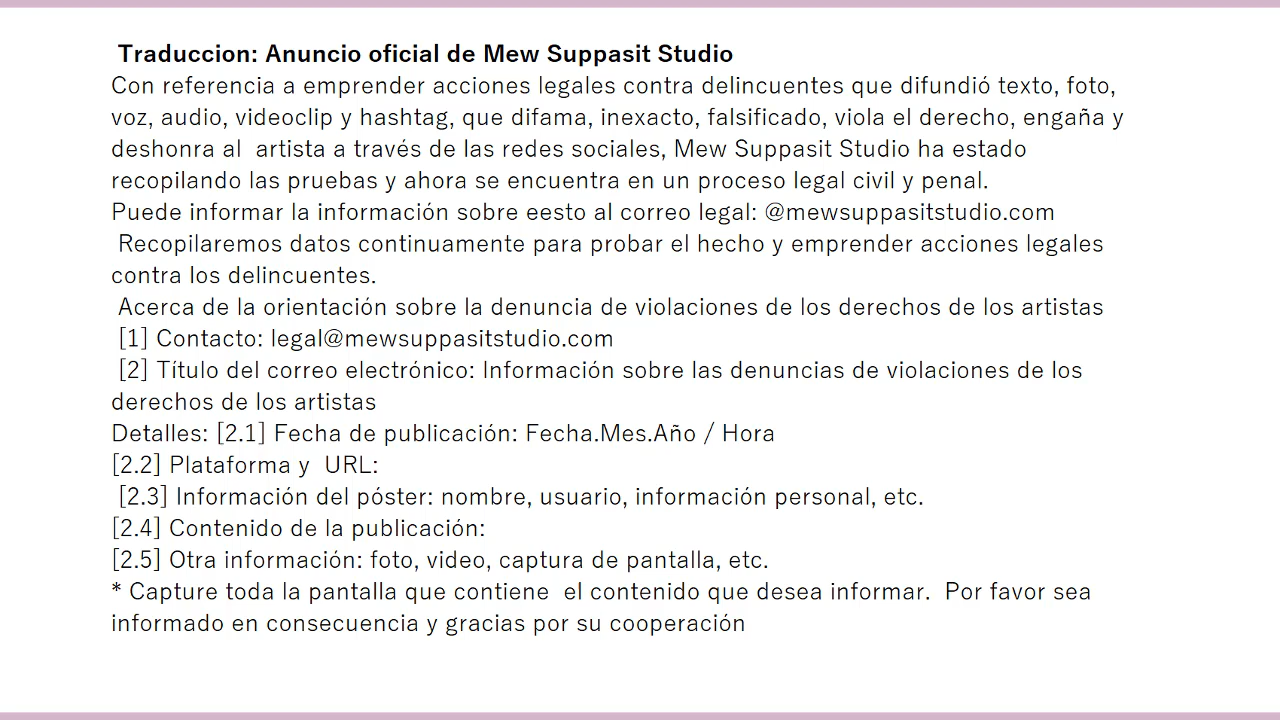 Traduccion: Anuncio oficial de Mew Suppasit Studio
Con referencia a emprender acciones legales contra delincuentes que difundió texto, foto,
voz, audio, videoclip y hashtag, que difama, inexacto, falsificado, viola el derecho, engaña y
deshonra al  artista a través de las redes sociales, Mew Suppasit Studio ha estado
recopilando las pruebas y ahora se encuentra en un proceso legal civil y penal.
Puede informar la información sobre eesto al correo legal: @mewsuppasitstudio.com
Recopilaremos datos continuamente para probar el hecho y emprender acciones legales
contra los delincuentes.
Acerca de la orientación sobre la denuncia de violaciones de los derechos de los artistas
[1] Contacto: legal@mewsuppasitstudio.com
[2] Título del correo electrónico: Información sobre las denuncias de violaciones de los
derechos de los artistas
Detalles: [2.1] Fecha de publicación: Fecha.Mes.Año / Hora
[2.2] Plataforma y  URL:
[2.3] Información del póster: nombre, usuario, información personal, etc.
[2.4] Contenido de la publicación:
[2.5] Otra información: foto, video, captura de pantalla, etc.
* Capture toda la pantalla que contiene  el contenido que desea informar.  Por favor sea
informado en consecuencia y gracias por su cooperación